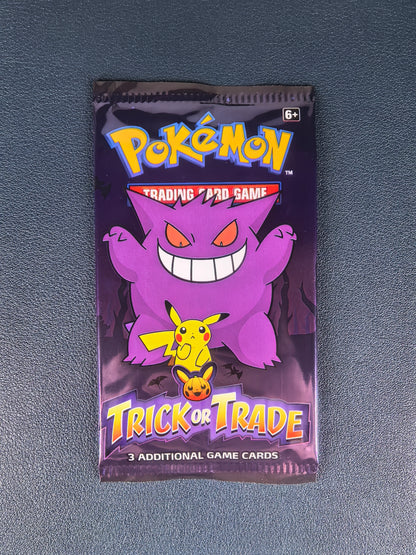 6+
POKéMON
TM
TRADING CARD GAME
TRICK OR TRADE
3 ADDITIONAL GAME CARDS